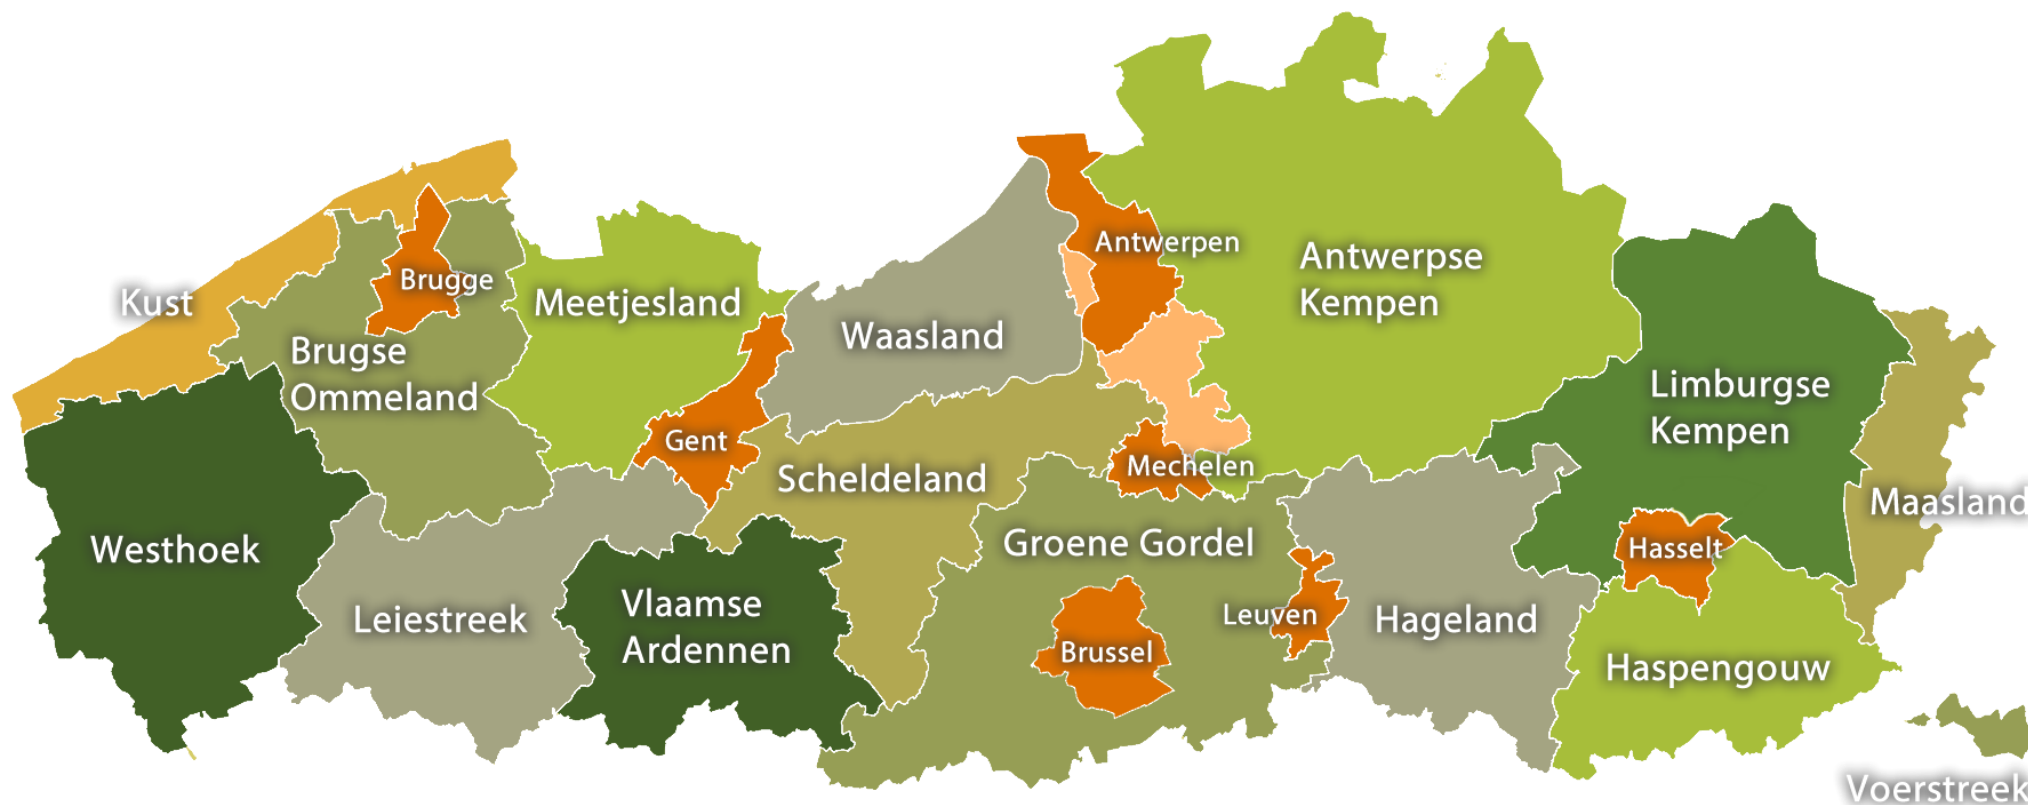 Antwerpen
Antwerpse
Kempen
Brugge
Kust
Meetjesland
Waasland
Brugse
Ommeland
Limburgse
Kempen
Gent
Mechelen
Scheldeland
Maasland
Westhoek
Groene Gordel
Hasselt
Vlaamse
Ardennen
Leiestreek
Leuven
Hageland
Brussel
Haspengouw
Voerstreek